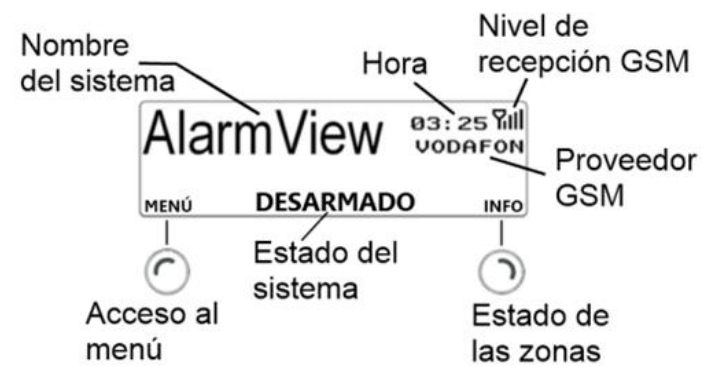 Nombre
del sistema
Hora
Nivel de
recepción GSM
AlarmView
03:25
VODAFON
Proveedor
GSM
MENÚ
DESARMADO
INFO
Estado del
sistema
Acceso al
menú
Estado de
las zonas